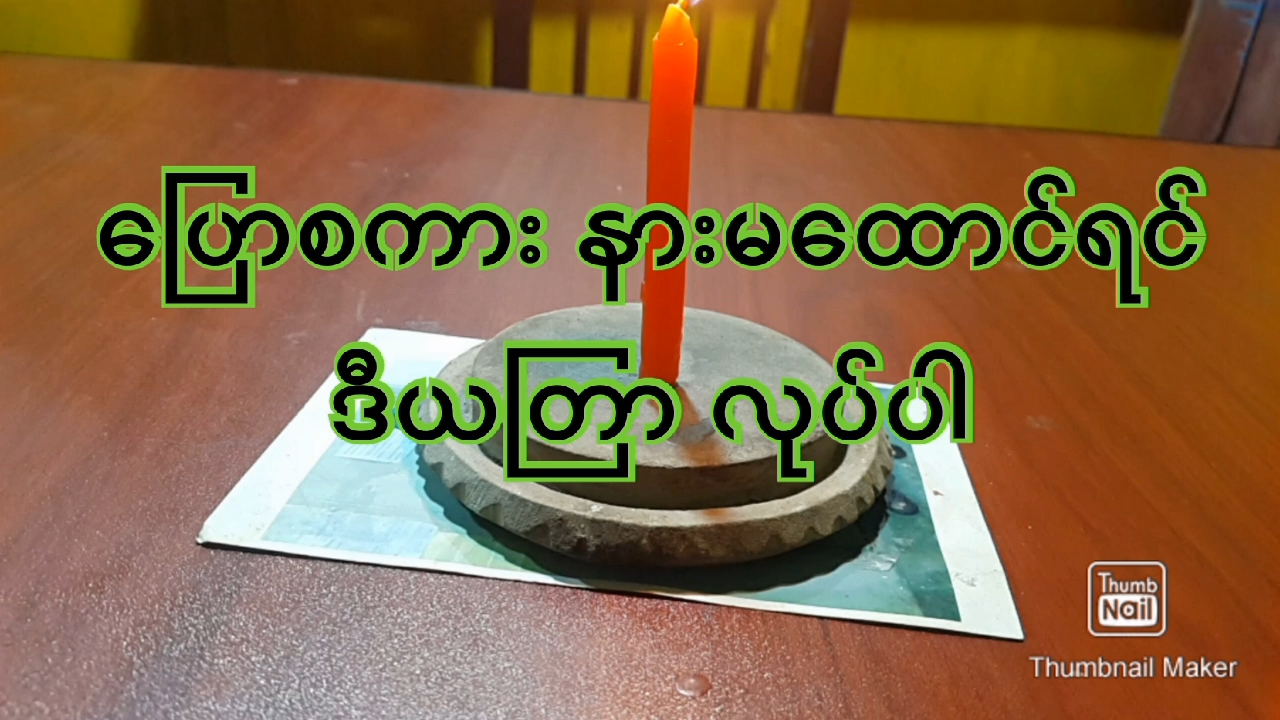 ပြောစကား နားမထောင်ရင်
ဒီယတြာ လုပ်ပါ
Thumb
Nail
Thumbnail Maker